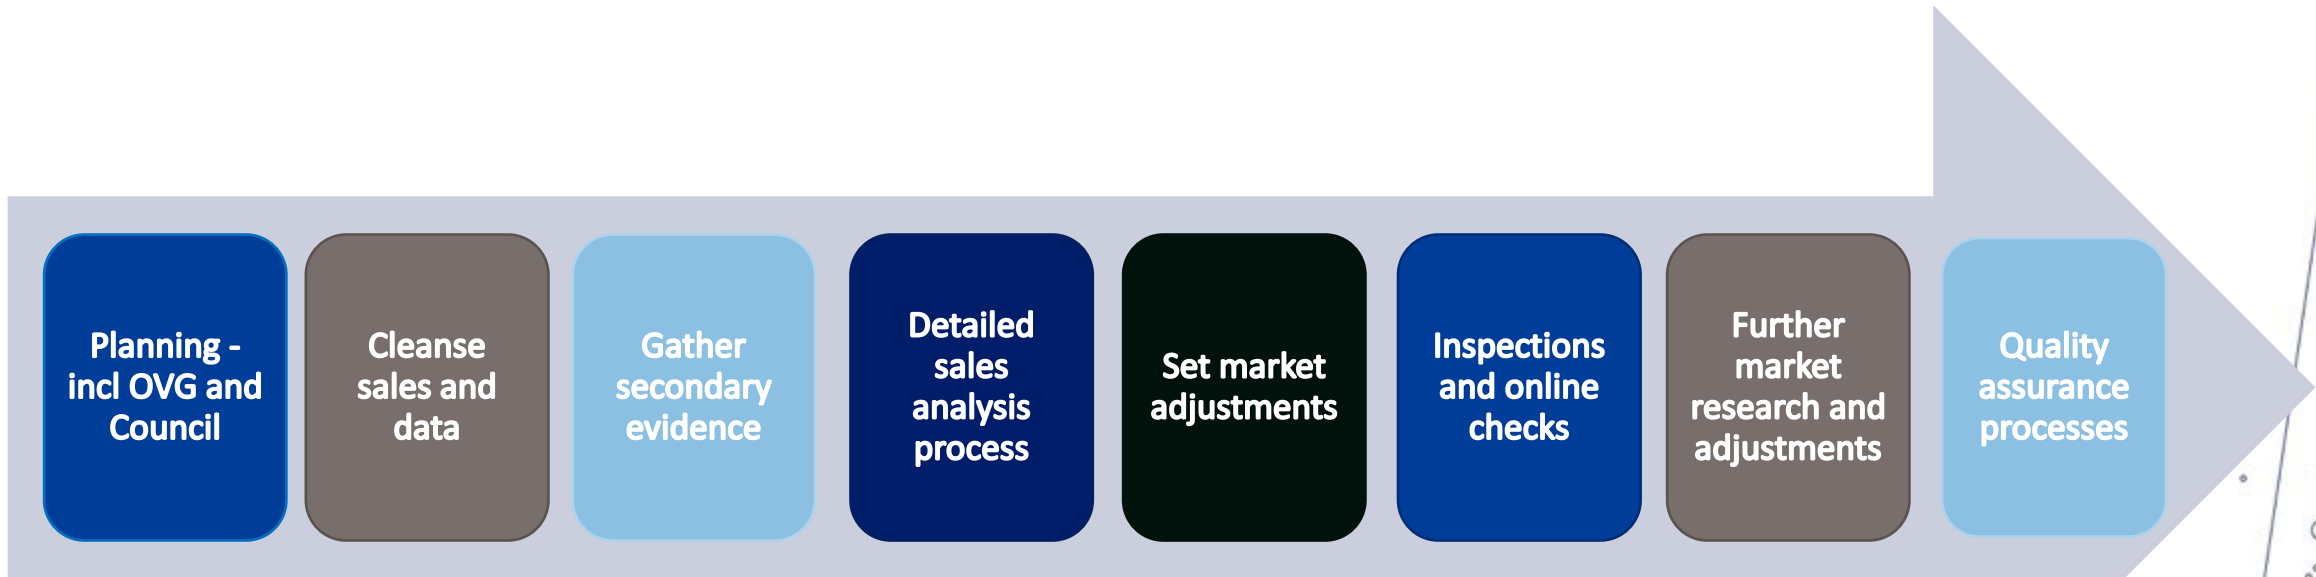 Planning -
incl OVG and
Council
Cleanse
sales and
data
Gather
secondary
evidence
Detailed
sales
analysis
process
Set market
adjustments
Inspections
and online
checks
Further
market
research and
adjustments
Quality
assurance
processes